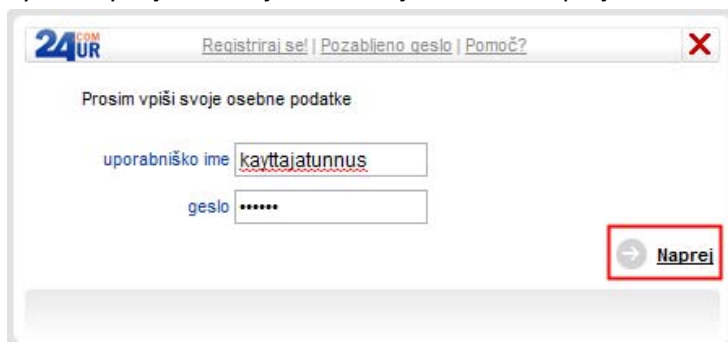 24UR COM
Registriraj se! | Pozabljeno geslo | Pomoč?
Prosim vpiši svoje osebne podatke
uporabniško ime kayttajatunnus
geslo ••••••
Naprej